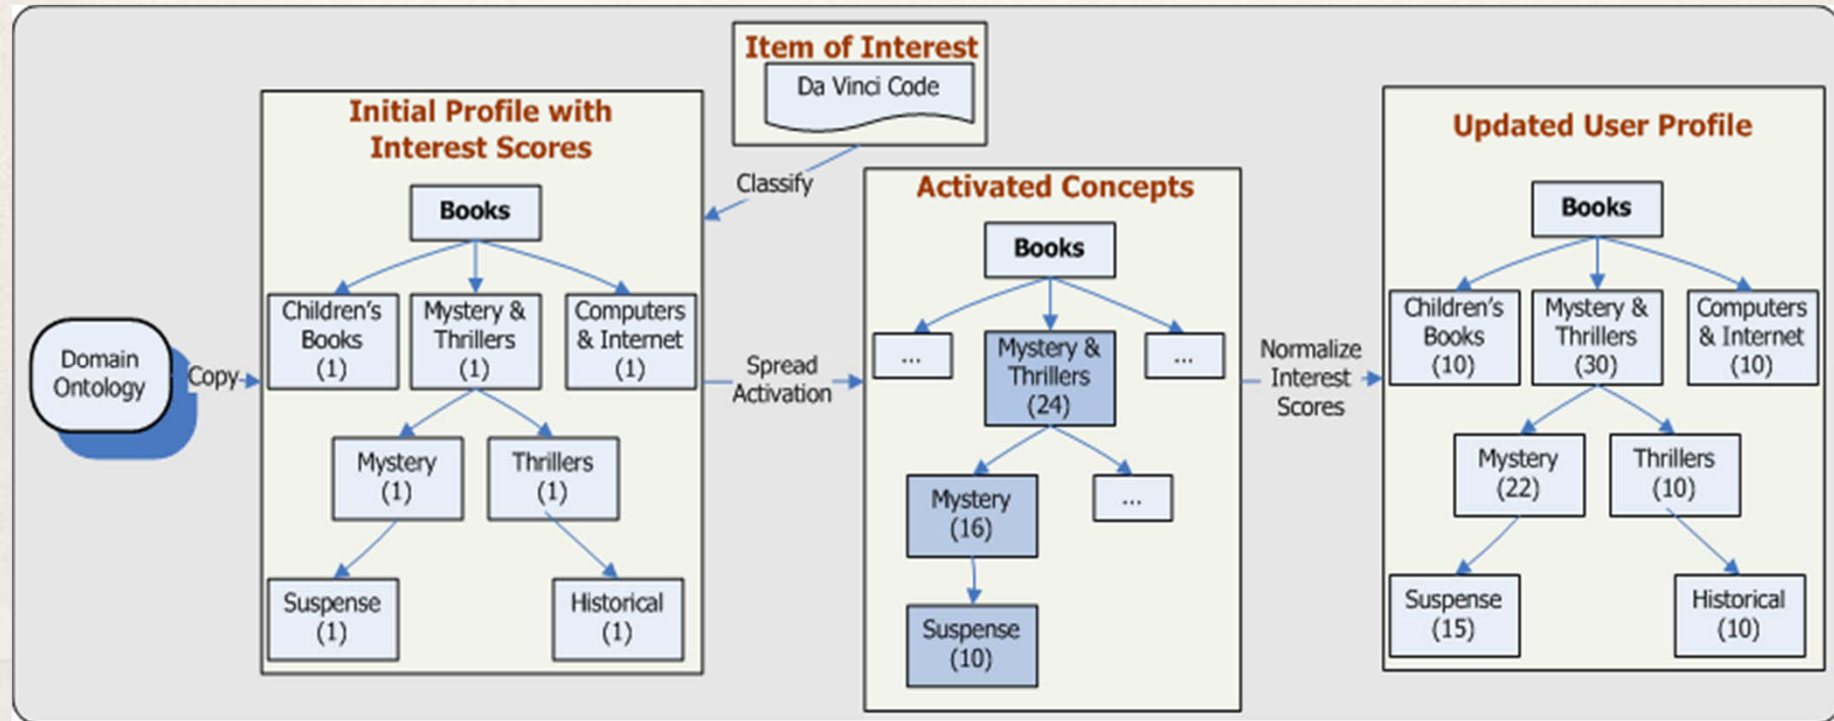 Item of Interest
Da Vinci Code
Domain
Ontology
Copy
Initial Profile with
Interest Scores
Books
Children's
Books
(1)
Mystery &
Thrillers
(1)
Computers
& Internet
(1)
Mystery
(1)
Thrillers
(1)
Suspense
(1)
Historical
(1)
Classify
Spread
Activation
Activated Concepts
Books
...
Mystery &
Thrillers
(24)
...
Mystery
(16)
...
Suspense
(10)
Normalize
Interest
Scores
Updated User Profile
Books
Children's
Books
(10)
Mystery &
Thrillers
(30)
Computers
& Internet
(10)
Mystery
(22)
Thrillers
(10)
Suspense
(15)
Historical
(10)